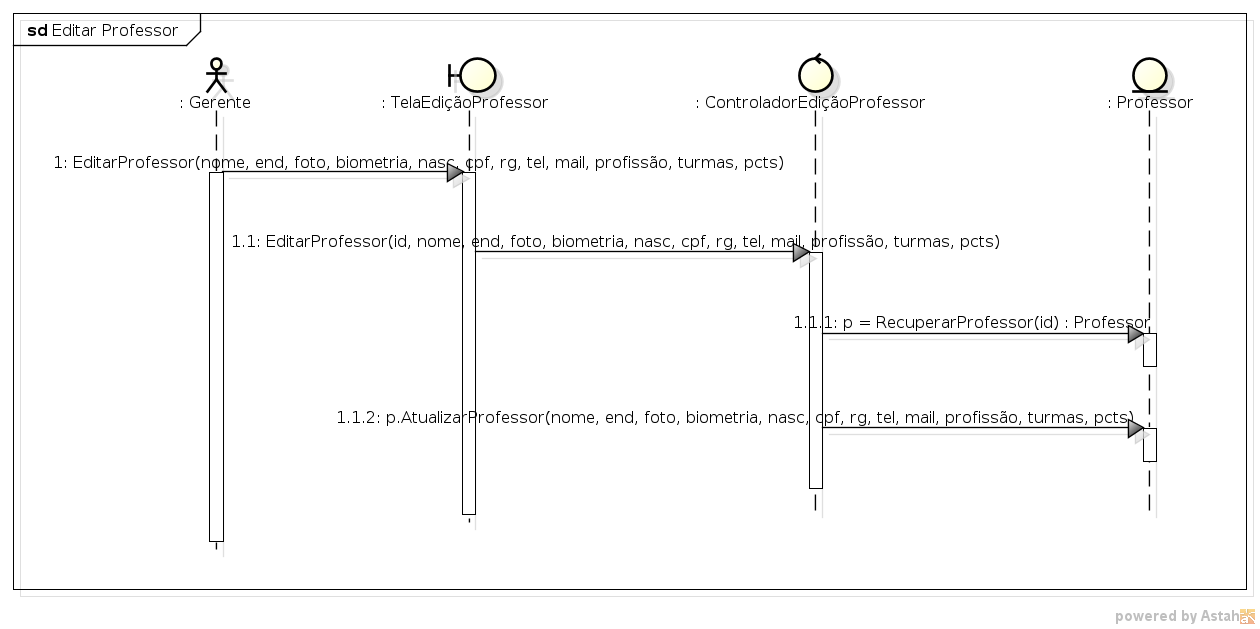 sd Editar Professor
: Gerente
: TelaEdiçãoProfessor
: ControladorEdiçãoProfessor
: Professor
1: EditarProfessor(nome, end, foto, biometria, nasc, cpf, rg, tel, mail, profissão, turmas, pcts)
1.1: EditarProfessor(id, nome, end, foto, biometria, nasc, cpf, rg, tel, mail, profissão, turmas, pcts)
1.1.1: p = RecuperarProfessor(id) : Professor
1.1.2: p.AtualizarProfessor(nome, end, foto, biometria, nasc, cpf, rg, tel, mail, profissão, turmas, pcts)
powered by Astah